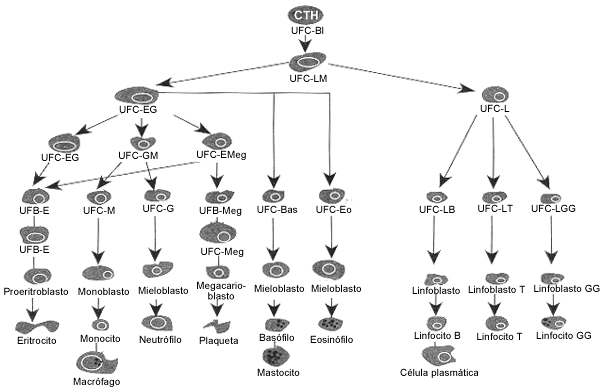 CTH
UFC-BI
UFC-LM
UFC-EG
UFC-L
UFC-EG
UFC-GM
UFC-EMeg
UFB-E
UFC-M
UFC-G
UFB-Meg
UFC-Bas
UFC-Eo
UFC-LB
UFC-LT
UFC-LGG
UFB-E
UFC-Meg
Proeritroblasto
Monoblasto
Mieloblasto
Megacario-
blasto
Mieloblasto
Mieloblasto
Linfoblasto
Linfoblasto T
Linfoblasto GG
Eritrocito
Monocito
Neutrófilo
Plaqueta
Basófilo
Eosinófilo
Linfocito B
Linfocito T
Linfocito GG
Macrófago
Mastocito
Célula plasmática